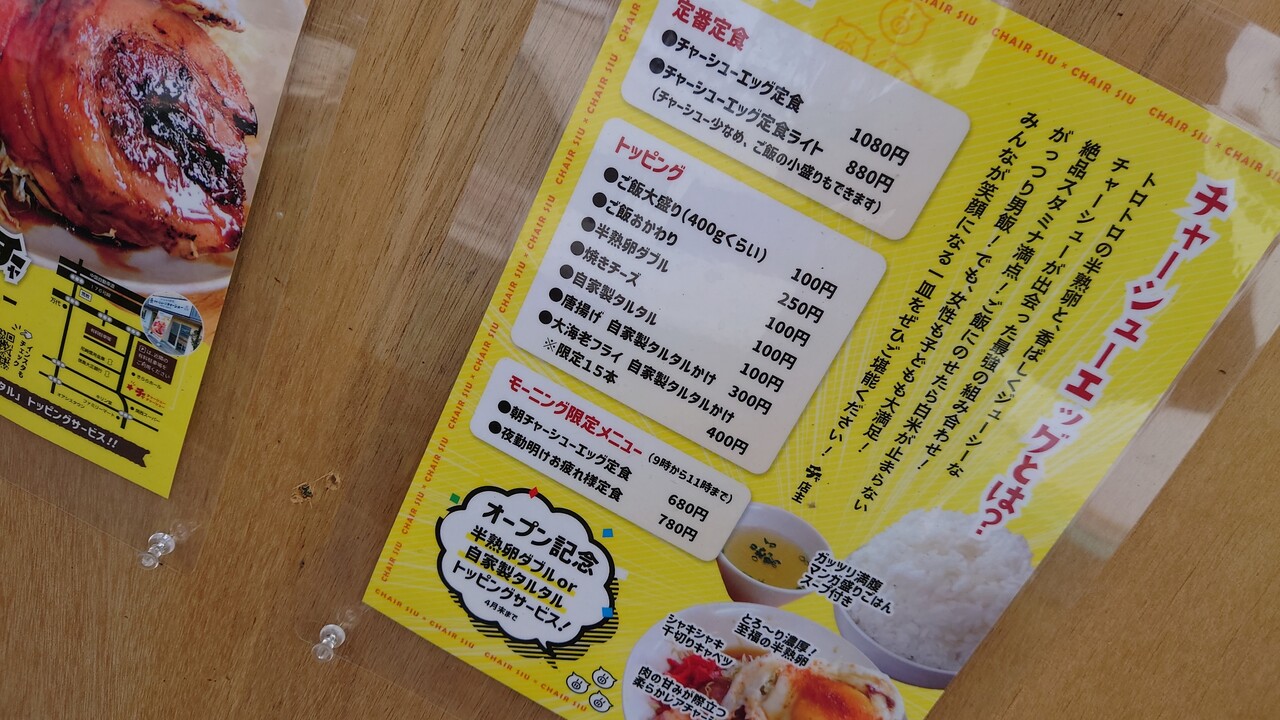 定番定食
●チャーシューエッグ定食 1080円
●チャーシューエッグ定食ライト 880円
(チャーシュー少なめ、ご飯の小盛りもできます)
トッピング
●ご飯大盛り(400gくらい) 100円
●ご飯おかわり 250円
●半熟卵ダブル 100円
●焼きチーズ 100円
●自家製タルタル 100円
●唐揚げ 自家製タルタルかけ 300円
●大海老フライ 自家製タルタルかけ 400円
※限定15本
モーニング限定メニュー (9時から11時まで)
●朝チャーシューエッグ定食 680円
●夜勤明けお疲れ様定食 780円
オープン記念
半熟卵ダブルor
自家製タルタル
トッピングサービス!
4月末まで
チャーシューエッグとは?
トロトロの半熟卵と、香ばしくジューシーな
チャーシューが出会った最強の組み合わせ!
絶品スタミナ満点!ご飯にのせたら白米が止まらない
がっつり男飯!でも、女性も子どもも大満足!
みんなが笑顔になる一皿をぜひご堪能ください!
店主
ガッツリ満腹
マンガ盛りごはん
スープ付き
とろ〜り濃厚!
至福の半熟卵
シャキシャキ
千切りキャベツ
肉の甘みが際立つ
柔らかレアチャー
CHAIR SIU × CHAIR SIU
タル」トッピングサービス!!